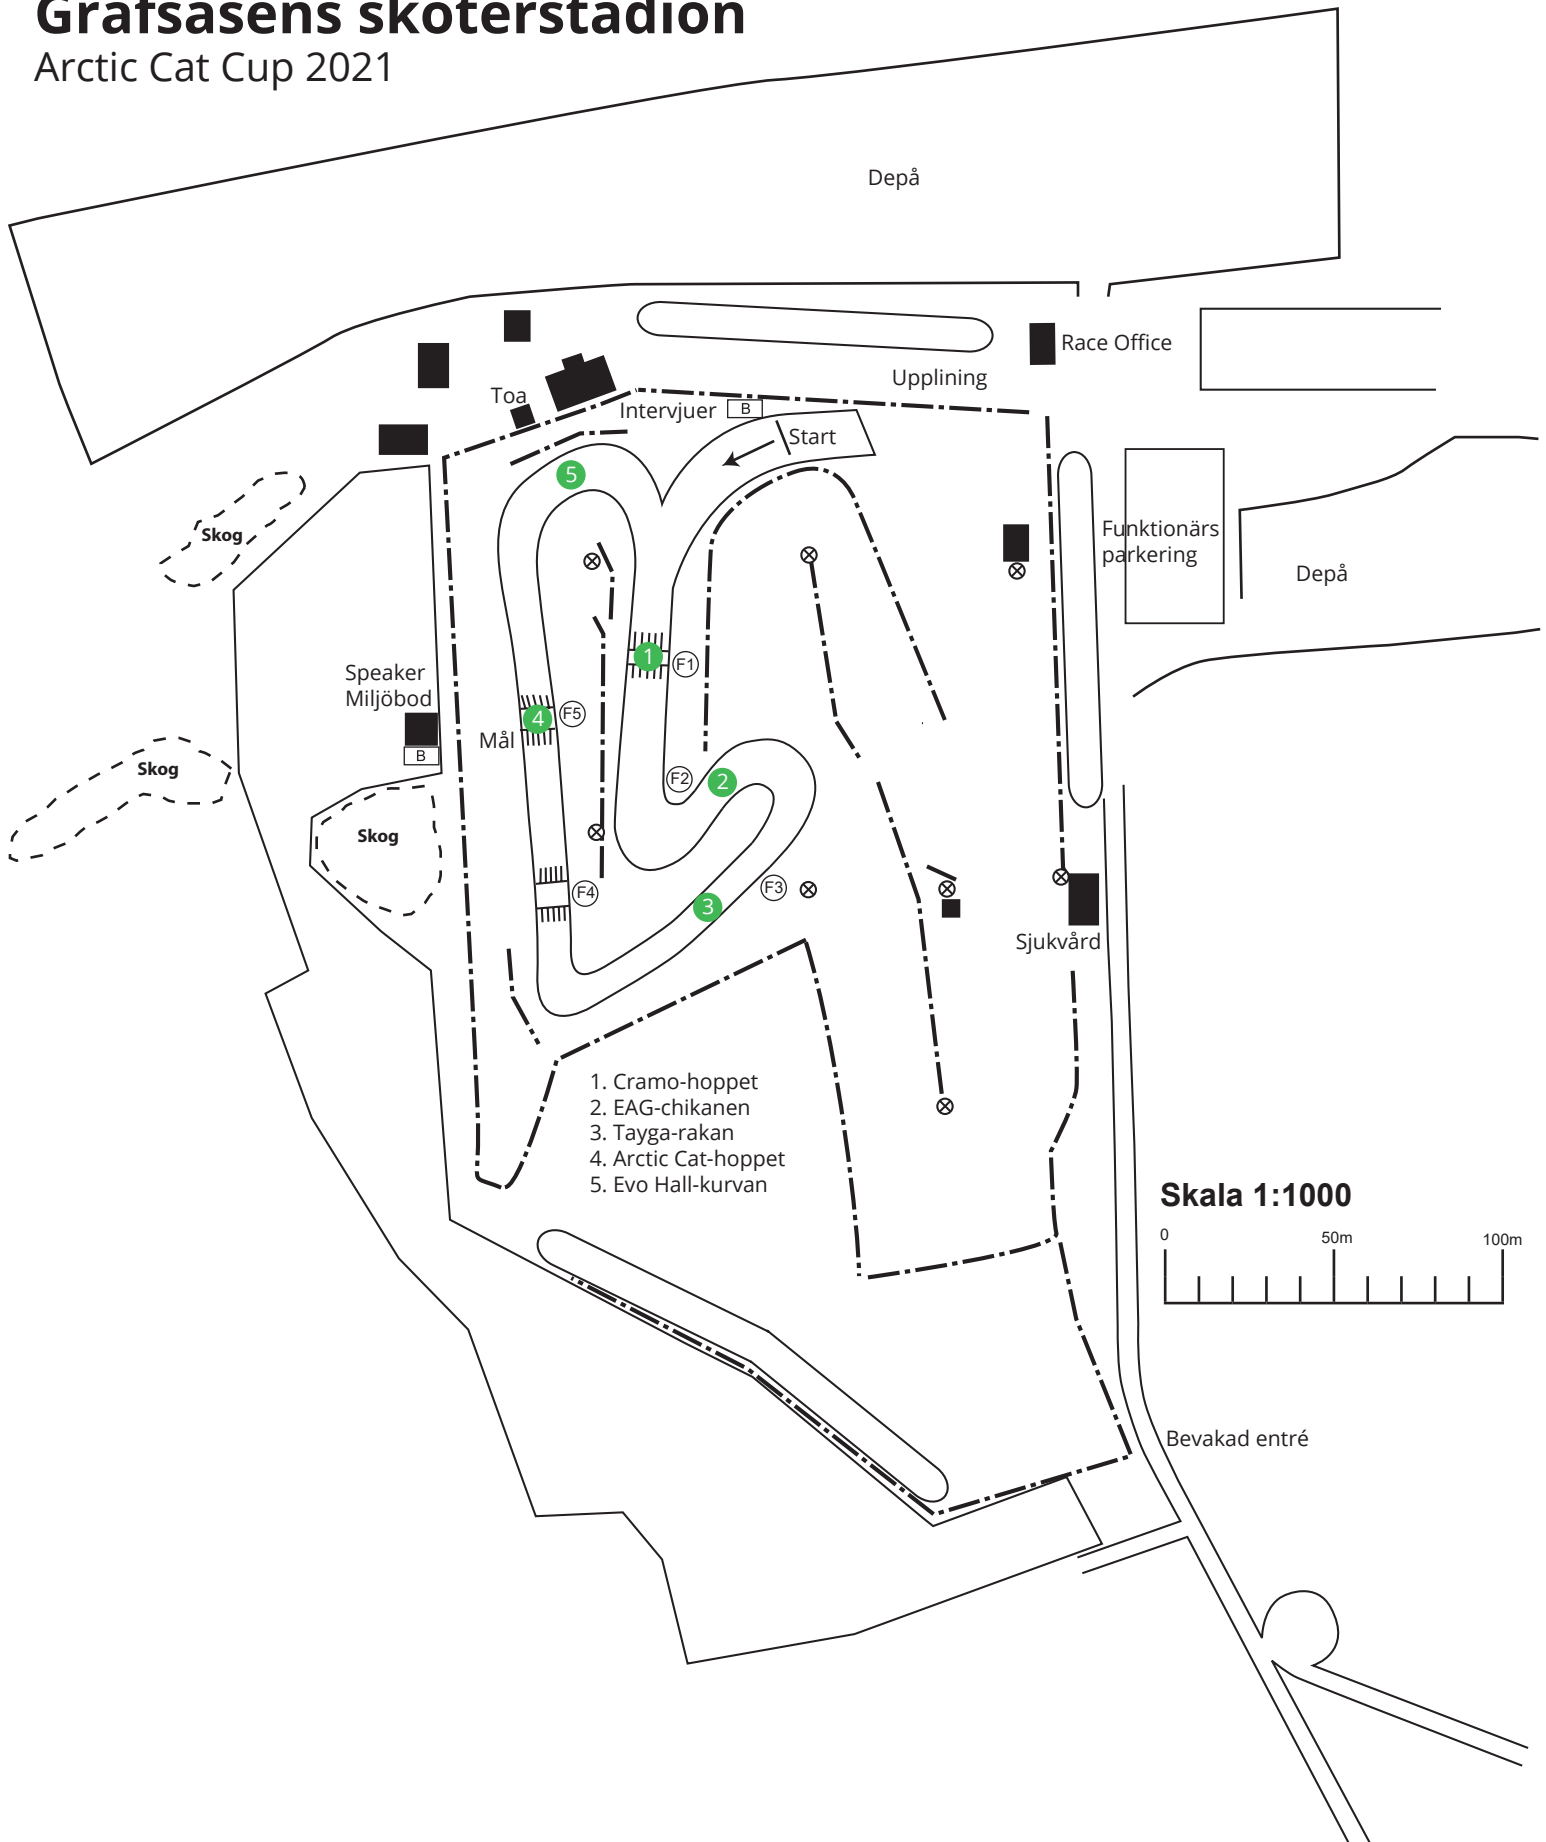 Gräfsåsens skoterstadion
Arctic Cat Cup 2021
Depå
Race Office
Upplining
Toa
Intervjuer
B
Start
5
Skog
Funktionärs
parkering
Depå
1
F1
Speaker
Miljöbod
B
4
F5
Mål
Skog
F2
2
Skog
F4
F3
3
Sjukvård
1. Cramo-hoppet
2. EAG-chikanen
3. Tayga-rakan
4. Arctic Cat-hoppet
5. Evo Hall-kurvan
Skala 1:1000
0 50m 100m
Bevakad entré